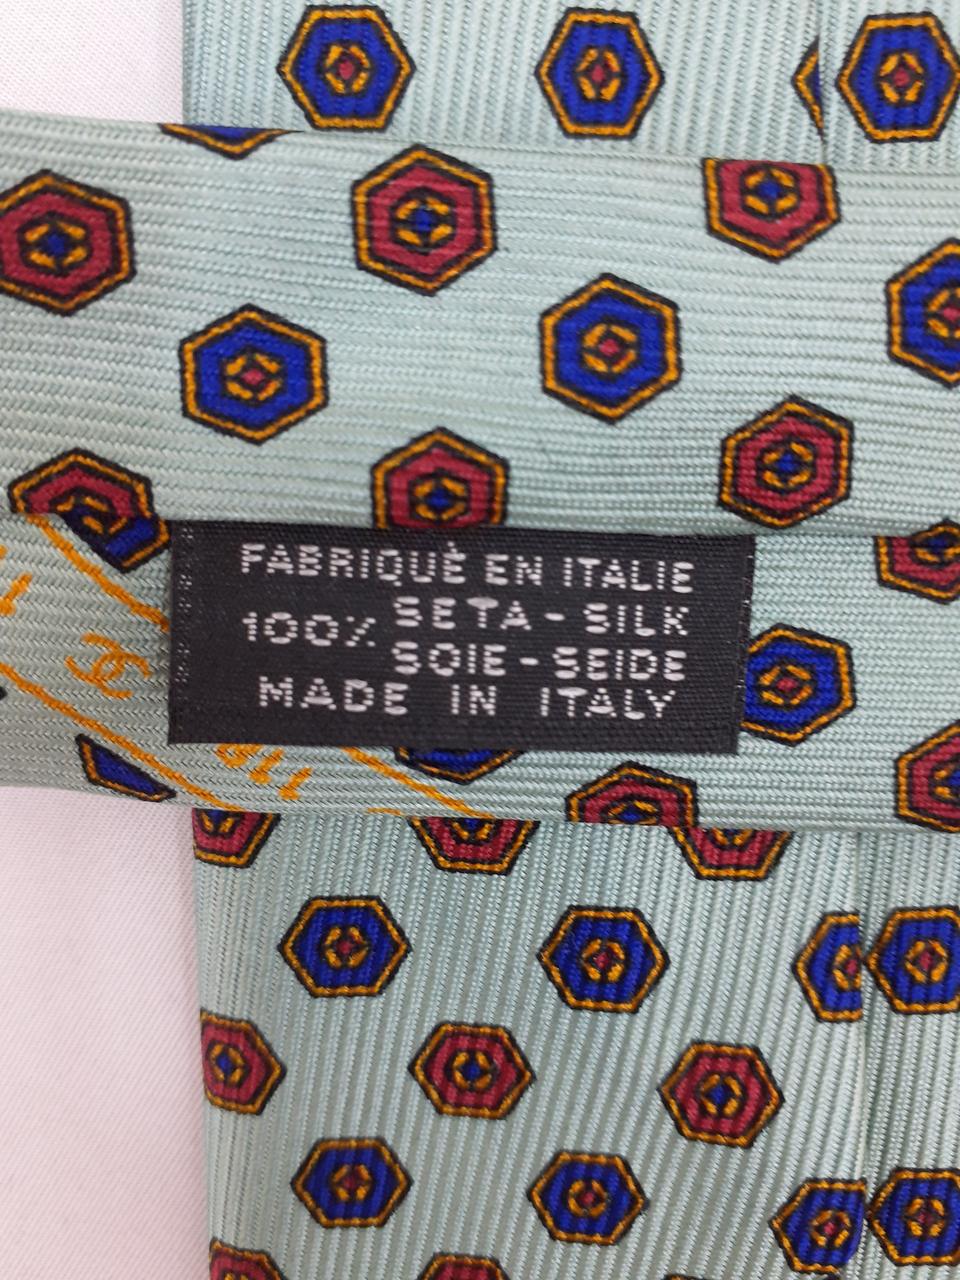 FABRIQUÈ EN ITALIE
100% SETA - SILK
SOIE - SEIDE
MADE IN ITALY